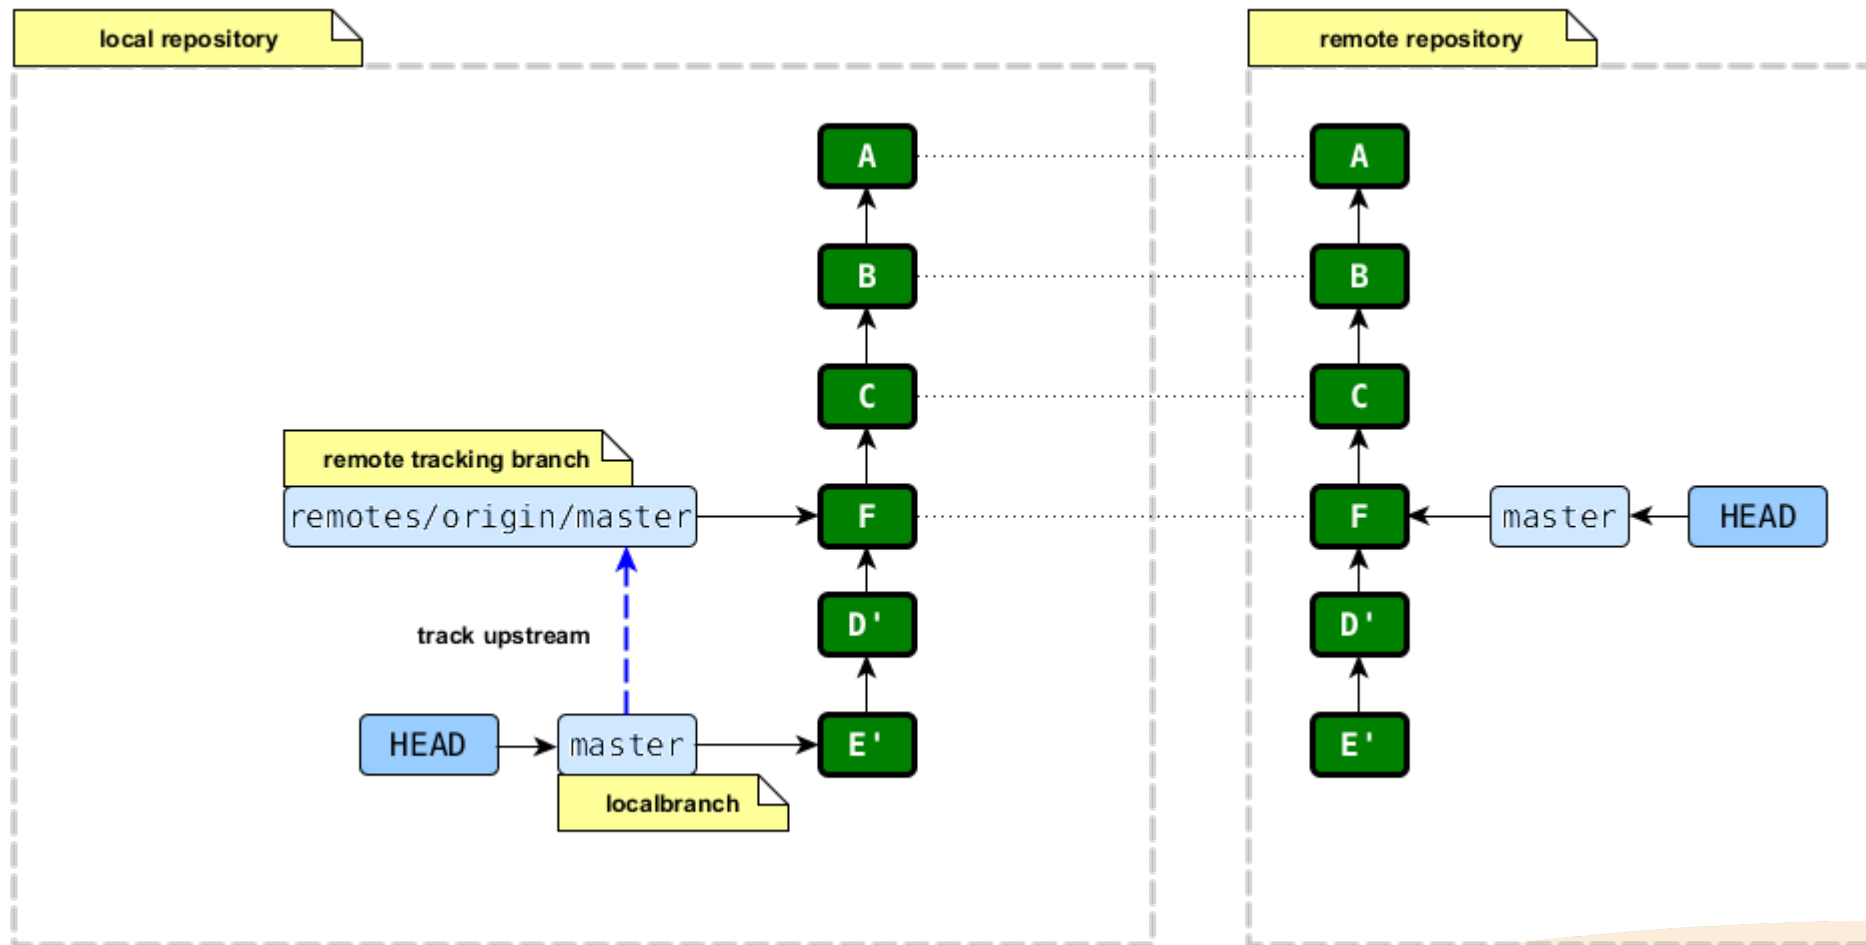 local repository
remote repository
A
A
B
B
C
C
remote tracking branch
remotes/origin/master
F
F
master
HEAD
D'
D'
track upstream
HEAD
master
E'
E'
localbranch